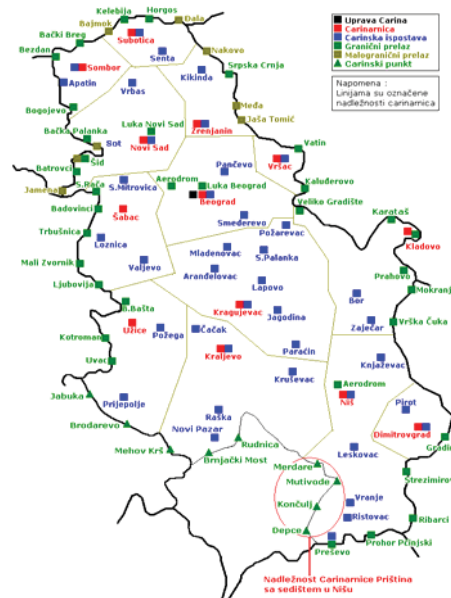 Uprava Carina
Carinarnica
Carinska ispostava
Granični prelaz
Malogranični prelaz
Carinski punkt
Napomena :
Linijama su označene
nadležnosti carinarnica
Kelebija
Horgos
Bajmok
Đala
Subotica
Bački Breg
Senta
Nakovo
Bezdan
Sombor
Kikinda
Srpska Crnja
Apatin
Vrbas
Međa
Bogojevo
Jaša Tomić
Bačka Palanka
Luka Novi Sad
Zrenjanin
Sot
Novi Sad
Vatin
Šid
Vršac
Batrovci
Pančevo
Jamena
S.Rača
S.Mitrovica
Aerodrom
Luka Beograd
Kaluđerovo
Beograd
Badovinci
Šabac
Veliko Gradište
Smederevo
Požarevac
Karataš
Trbušnica
Loznica
Kladovo
Mladenovac
S.Palanka
Mali Zvornik
Valjevo
Aranđelovac
Prahovo
Ljubovija
Lapovo
Mokranj
Bor
B.Bašta
Kragujevac
Jagodina
Užice
Požega
Čačak
Zaječar
Vrška Čuka
Kotroman
Kraljevo
Paraćin
Uvac
Knjaževac
Kruševac
Aerodrom
Jabuka
Prijepolje
Niš
Pirot
Raška
Brodarevo
Novi Pazar
Dimitrovgrad
Rudnica
Gradin
Mehov Krš
Brnjački Most
Leskovac
Merdare
Mutivode
Strezimirov
Končulj
Vranje
Ristovac
Ribarci
Depce
Preševo
Prohor Pčinjski
Nadležnost Carinarnice Priština
sa sedištem u Nišu